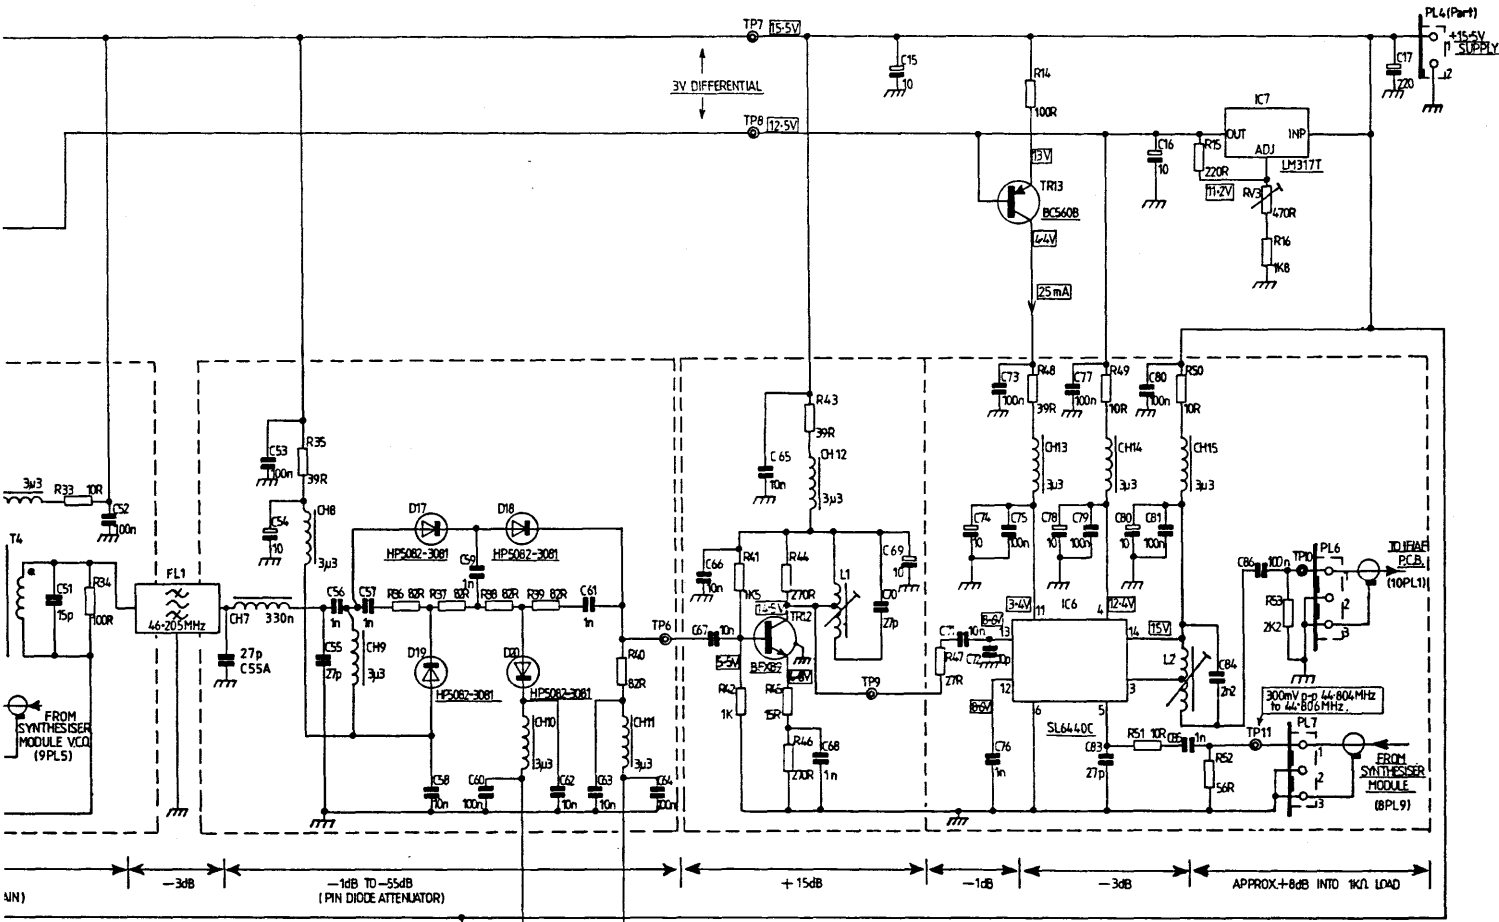 PL4(Part)
TP7 15·5V
+15·5V
SUPPLY
1
2
C15
10
C17
220
3V DIFFERENTIAL
R14
100R
IC7
TP8 12·5V
OUT INP
ADJ
LM317T
C16
10
R15
220R
13V
TR13
BC560B
11·2V
RV3
470R
4·4V
R16
1K8
25mA
C73
100n
R48
39R
C77
100n
R49
10R
C80
100n
R50
10R
R43
39R
C53
100n
R35
39R
C65
10n
CH12
3µ3
CH13
3µ3
CH14
3µ3
CH15
3µ3
3µ3
R33 10R
C52
100n
C54
10
CH8
3µ3
D17
HP5082-3081
D18
HP5082-3081
C59
1n
C74
10
C75
100n
C78
10
C79
100n
C80
10
C81
100n
T4
C51
15p
R34
100R
FL1
46·205MHz
CH7 330n
27p
C55A
C56
1n
C57
1n
R36 82R
R37 82R
R38 82R
R39 82R
C61
1n
C55
27p
CH9
3µ3
D19
HP5082-3081
D20
HP5082-3081
TP6
R40
82R
C66
10n
R41
1K5
R44
270R
L1
C69
10
C70
27p
14·5V
TR12
BFX89
C67 10n
5·5V
4·8V
R42
1K
R45
15R
R46
270R
C68
1n
TP9
C71 10n
8·6V
13
C72 10p
R47
27R
12
8·6V
3·4V
11
IC6
4
12·4V
14
15V
3
6
5
SL6440C
L2
C84
2n2
C86 100n
TP10
PL6
1
2
3
R53
2K2
TO IF/AF
P.C.B.
(10PL1)
300mV p-p 44·804MHz
to 44·806MHz.
FROM
SYNTHESISER
MODULE V.C.O.
(9PL5)
CH10
3µ3
CH11
3µ3
C58
10n
C60
100n
C62
10n
C63
10n
C64
100n
C76
1n
C83
27p
R51 10R
C85 1n
TP11
R52
56R
PL7
1
2
3
FROM
SYNTHESISER
MODULE
(8PL9)
AIN)
-3dB
-1dB TO -55dB
(PIN DIODE ATTENUATOR)
+15dB
-1dB
-3dB
APPROX.+8dB INTO 1KΩ LOAD